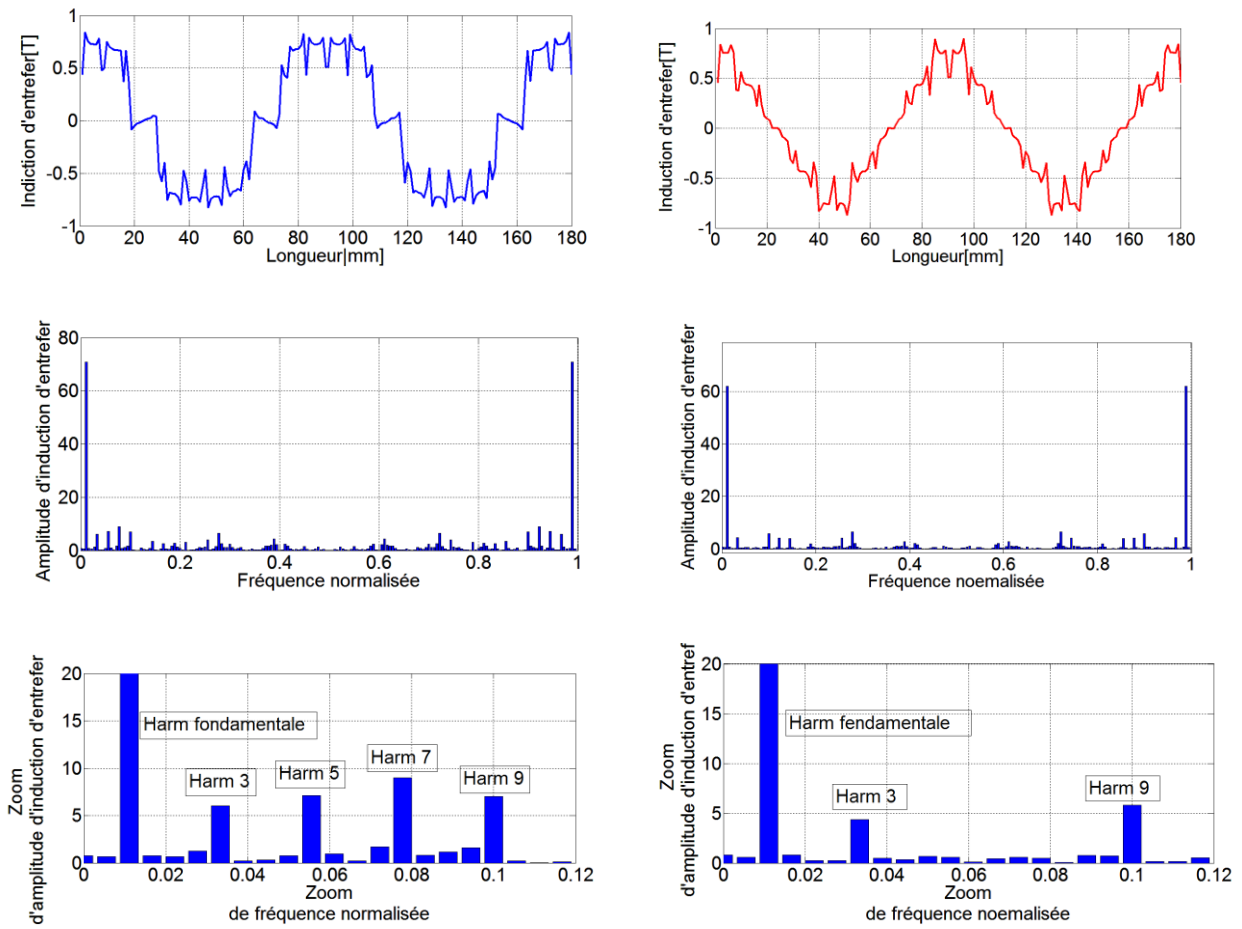 Indiction d'entrefer[T]
1
0.5
0
-0.5
-1
0 20 40 60 80 100 120 140 160 180
Longueur|mm]
Induction d'entrefer[T]
1
0.5
0
-0.5
-1
0 20 40 60 80 100 120 140 160 180
Longueur[mm]
Amplitude d'induction d'entrefer
80
60
40
20
0
0 0.2 0.4 0.6 0.8 1
Fréquence normalisée
Amplitude d'induction d'entrefer
60
40
20
0
0 0.2 0.4 0.6 0.8 1
Fréquence noemalisée
Zoom
d'amplitude d'induction d'entrefer
20
15
10
5
0
Harm fondamentale
Harm 3
Harm 5
Harm 7
Harm 9
0 0.02 0.04 0.06 0.08 0.1 0.12
Zoom
de fréquence normalisée
Zoom
d'amplitude d'induction d'entref
20
15
10
5
0
Harm fendamentale
Harm 3
Harm 9
0 0.02 0.04 0.06 0.08 0.1 0.12
Zoom
de fréquence noemalisée